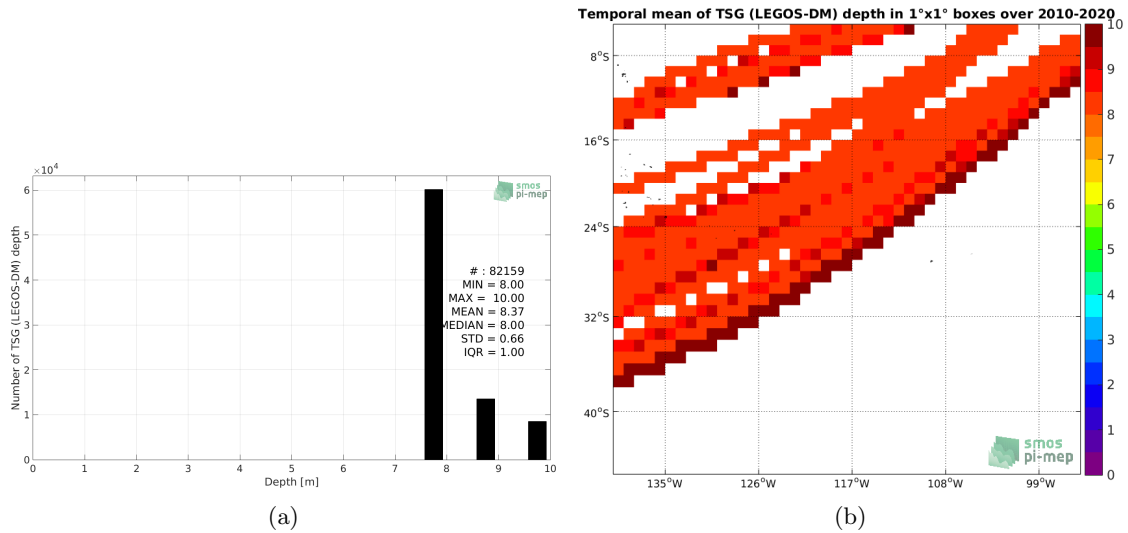 Temporal mean of TSG (LEGOS-DM) depth in 1°x1° boxes over 2010-2020
×10⁴
6
5
4
3
2
1
0
Number of TSG (LEGOS-DM) depth
smos
pi-mep
# : 82159
MIN = 8.00
MAX = 10.00
MEAN = 8.37
MEDIAN = 8.00
STD = 0.66
IQR = 1.00
0 1 2 3 4 5 6 7 8 9 10
Depth [m]
(a)
8°S
16°S
24°S
32°S
40°S
135°W 126°W 117°W 108°W 99°W
smos
pi-mep
10
9
8
7
6
5
4
3
2
1
0
(b)